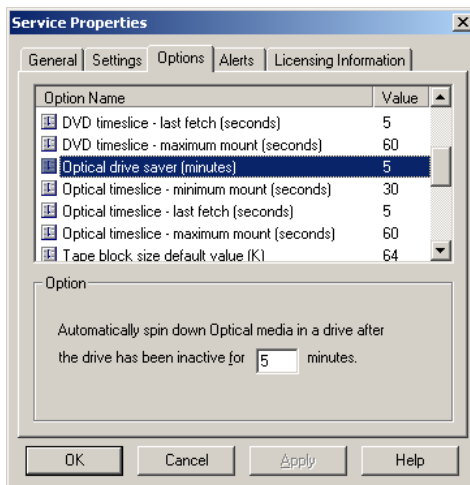 Service Properties
General Settings Options Alerts Licensing Information
Option Name Value
DVD timeslice - last fetch (seconds) 5
DVD timeslice - maximum mount (seconds) 60
Optical drive saver (minutes) 5
Optical timeslice - minimum mount (seconds) 30
Optical timeslice - last fetch (seconds) 5
Optical timeslice - maximum mount (seconds) 60
Tape block size default value (K) 64
Option
Automatically spin down Optical media in a drive after
the drive has been inactive for 5 minutes.
OK Cancel Apply Help